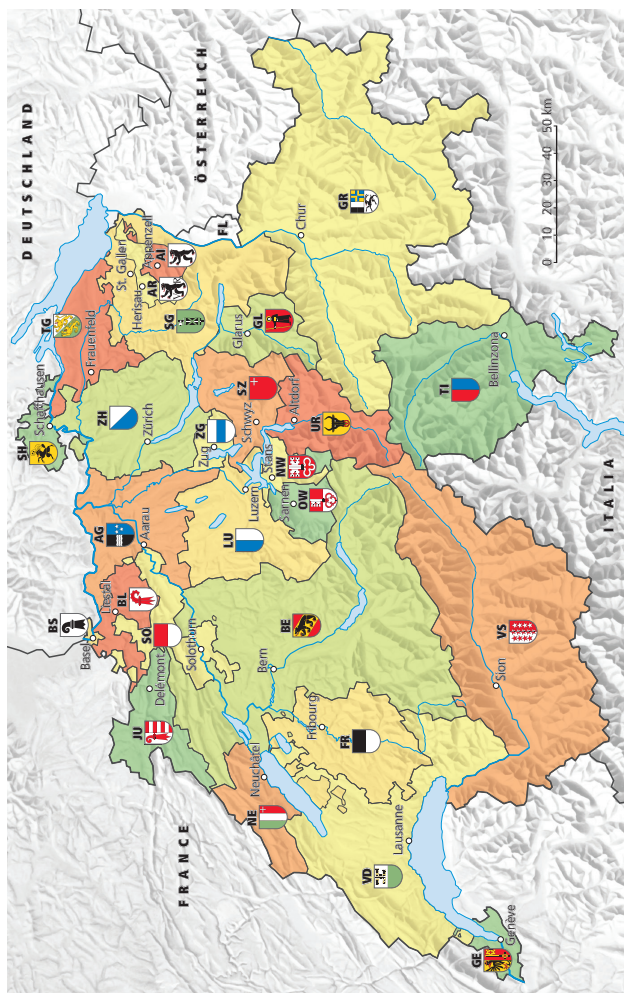 DEUTSCHLAND
ÖSTERREICH
FRANCE
ITALIA
FL
SH
Schaffhausen
TG
Frauenfeld
BS
Basel
Liestal
BL
AG
Aarau
ZH
Zürich
St. Gallen
Herisau
AR
Appenzell
AI
SG
JU
Delémont
SO
Solothurn
LU
Luzern
ZG
Zug
SZ
Schwyz
Glarus
GL
NE
Neuchâtel
Bern
BE
Sarnen
OW
Stans
NW
Altdorf
UR
Chur
GR
Fribourg
FR
VD
Lausanne
GE
Genève
Sion
VS
TI
Bellinzona
0 10 20 30 40 50 km